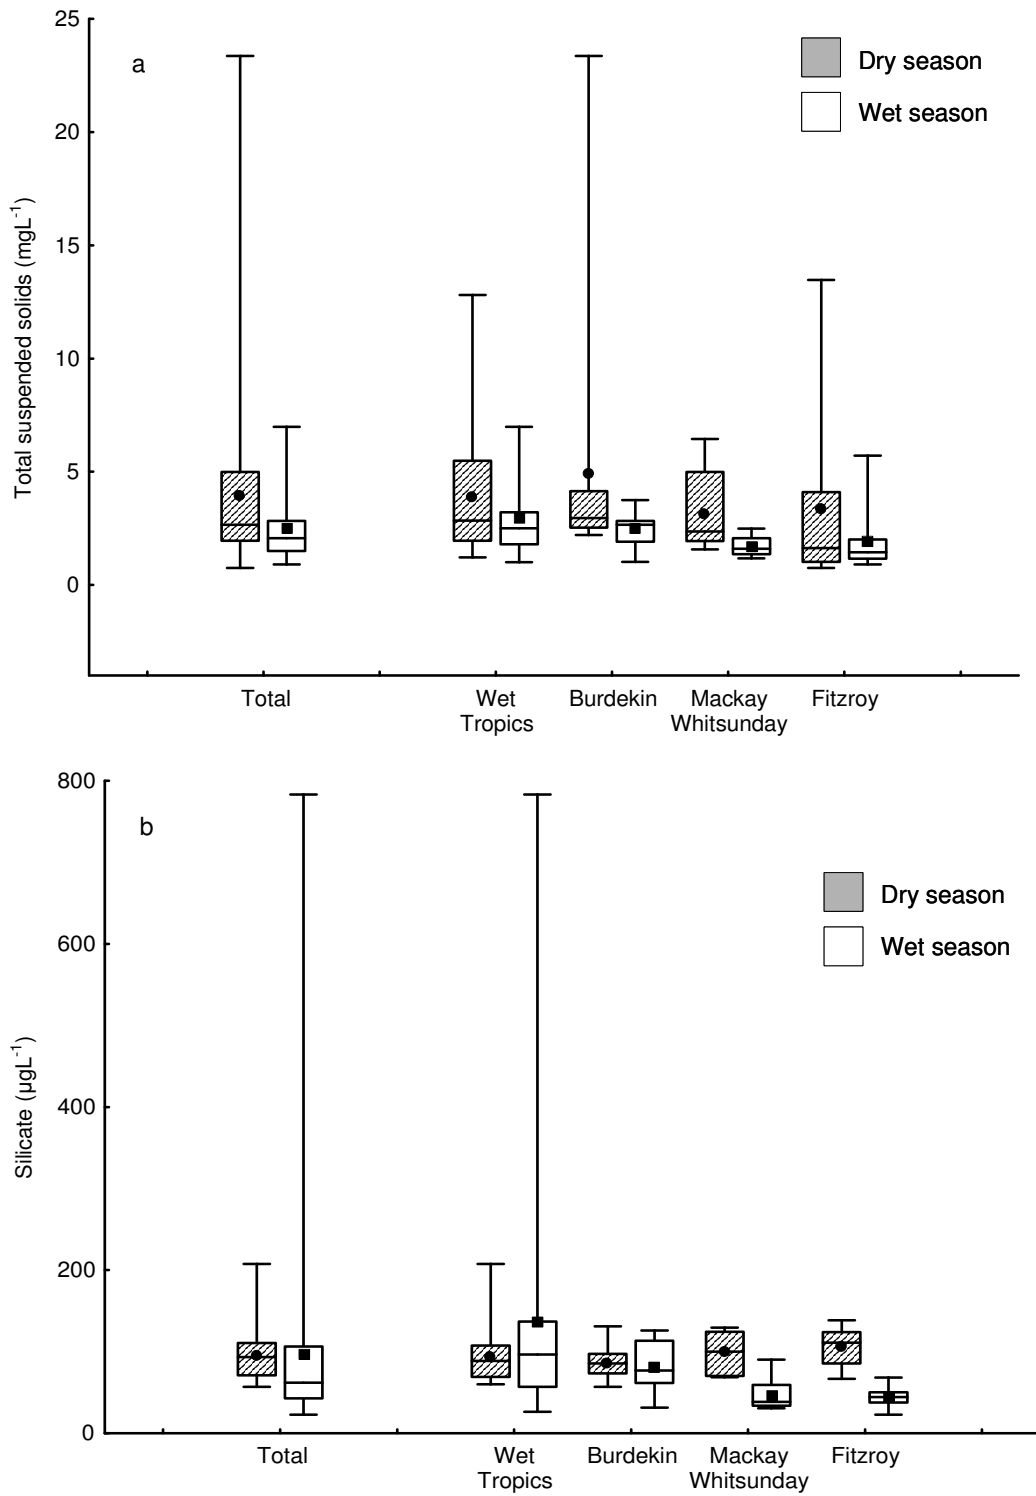 25
a
Dry season
Wet season
20
15
10
5
0
Total suspended solids (mgL⁻¹)
Total
Wet
Tropics
Burdekin
Mackay
Whitsunday
Fitzroy
800
b
Dry season
Wet season
600
400
200
0
Silicate (µgL⁻¹)
Total
Wet
Tropics
Burdekin
Mackay
Whitsunday
Fitzroy